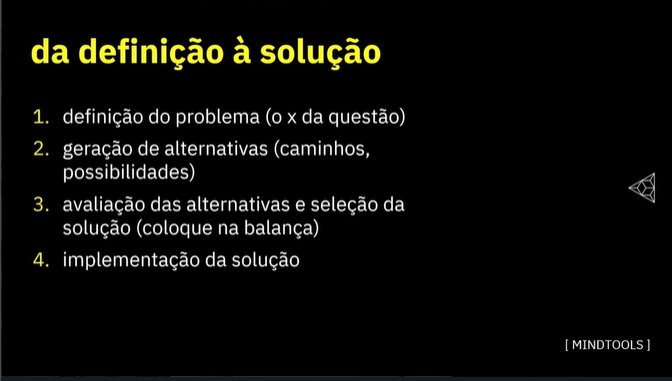 da definição à solução
1. definição do problema (o x da questão)
2. geração de alternativas (caminhos,
possibilidades)
3. avaliação das alternativas e seleção da
solução (coloque na balança)
4. implementação da solução
[ MINDTOOLS ]